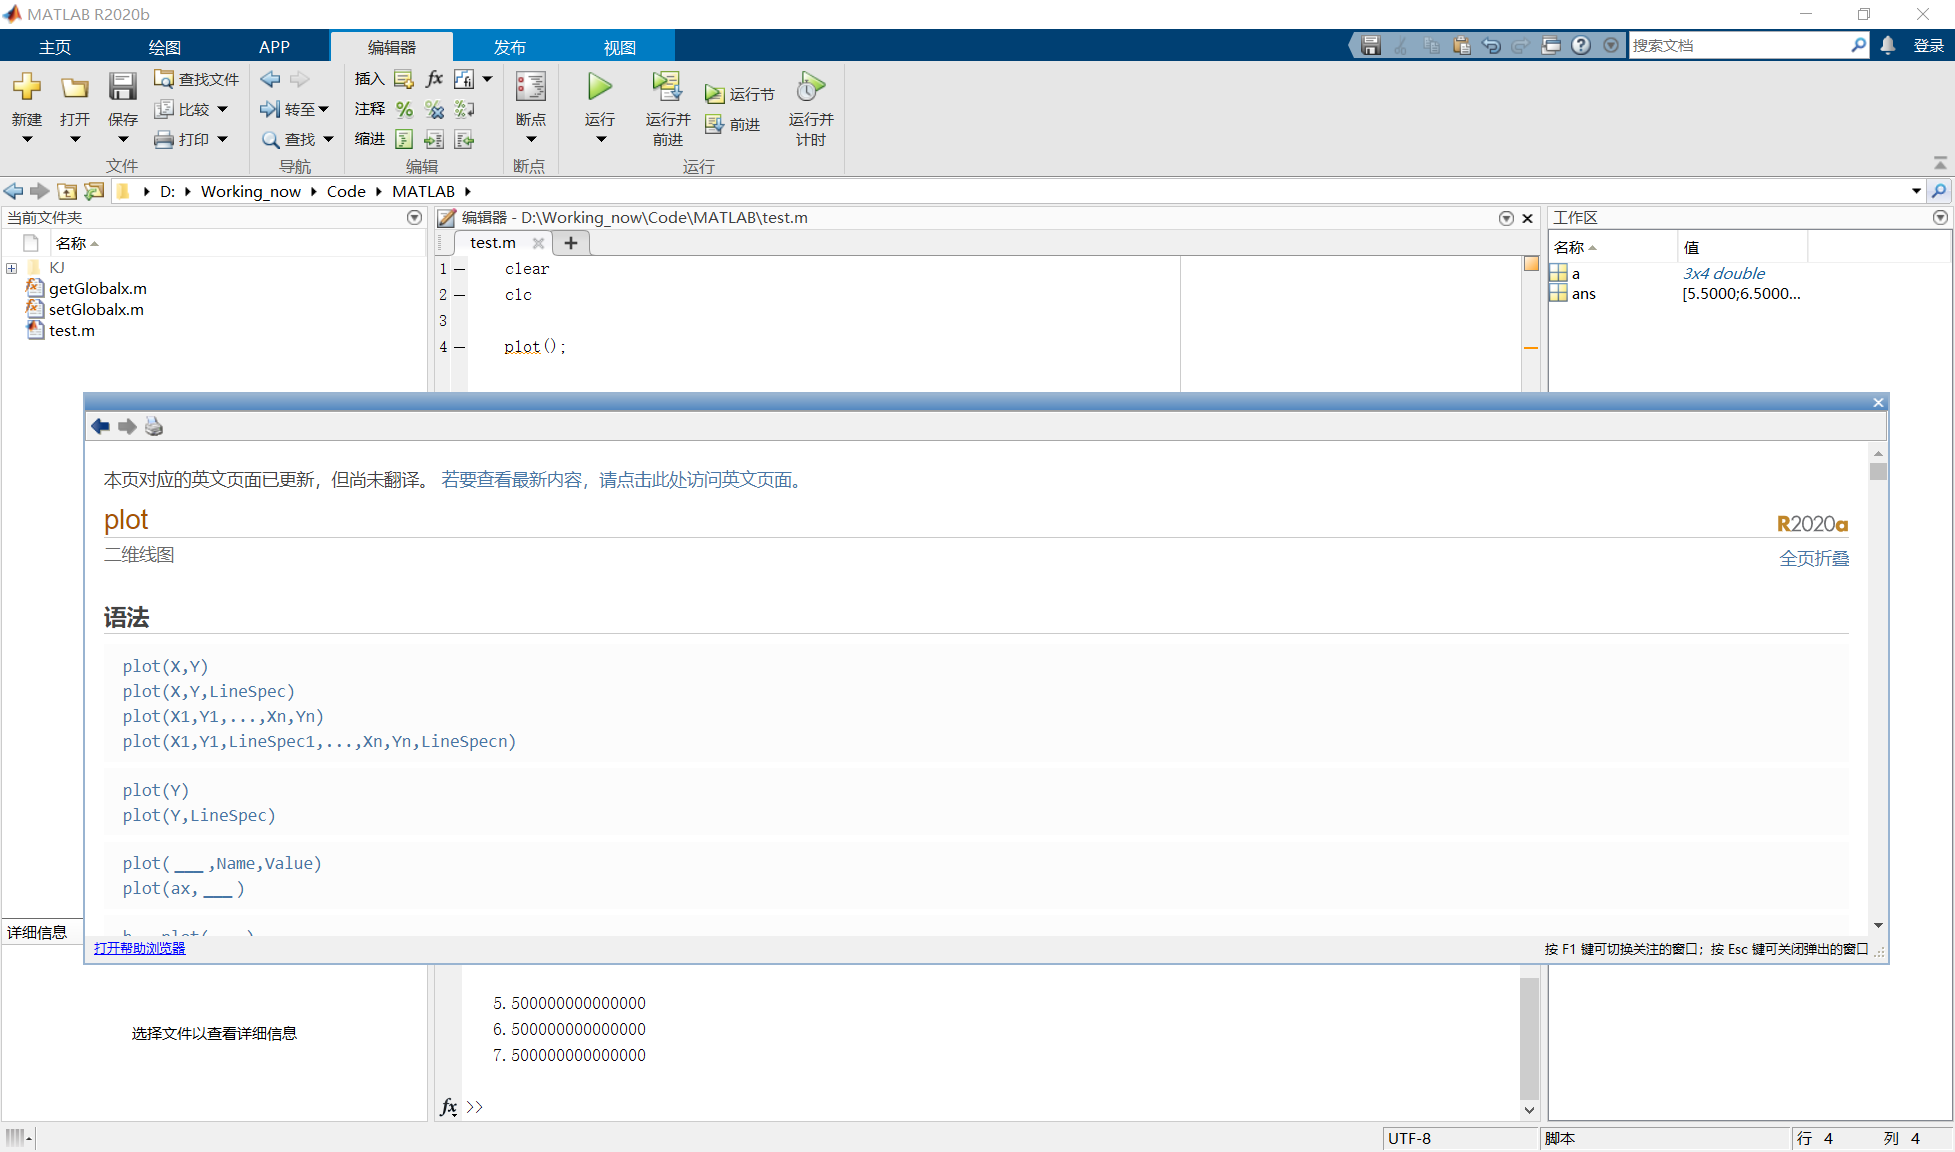 MATLAB R2020b
主页 绘图 APP 编辑器 发布 视图 搜索文档 登录
新建 打开 保存 查找文件 比较 打印 转至 查找 插入 注释 缩进 断点 运行 运行并前进 运行节 前进 运行并计时
文件 导航 编辑 断点 运行
D: Working_now Code MATLAB
当前文件夹
名称
KJ
getGlobalx.m
setGlobalx.m
test.m
详细信息
选择文件以查看详细信息
编辑器 - D:\Working_now\Code\MATLAB\test.m
test.m
1 clear
2 clc
3
4 plot();
工作区
名称 值
a 3x4 double
ans [5.5000;6.5000...
本页对应的英文页面已更新，但尚未翻译。 若要查看最新内容，请点击此处访问英文页面。
plot R2020a
二维线图 全页折叠
语法
plot(X,Y)
plot(X,Y,LineSpec)
plot(X1,Y1,...,Xn,Yn)
plot(X1,Y1,LineSpec1,...,Xn,Yn,LineSpecn)
plot(Y)
plot(Y,LineSpec)
plot(___,Name,Value)
plot(ax,___)
打开帮助浏览器 按 F1 键可切换关注的窗口；按 Esc 键可关闭弹出的窗口
5.500000000000000
6.500000000000000
7.500000000000000
fx >>
UTF-8 脚本 行 4 列 4